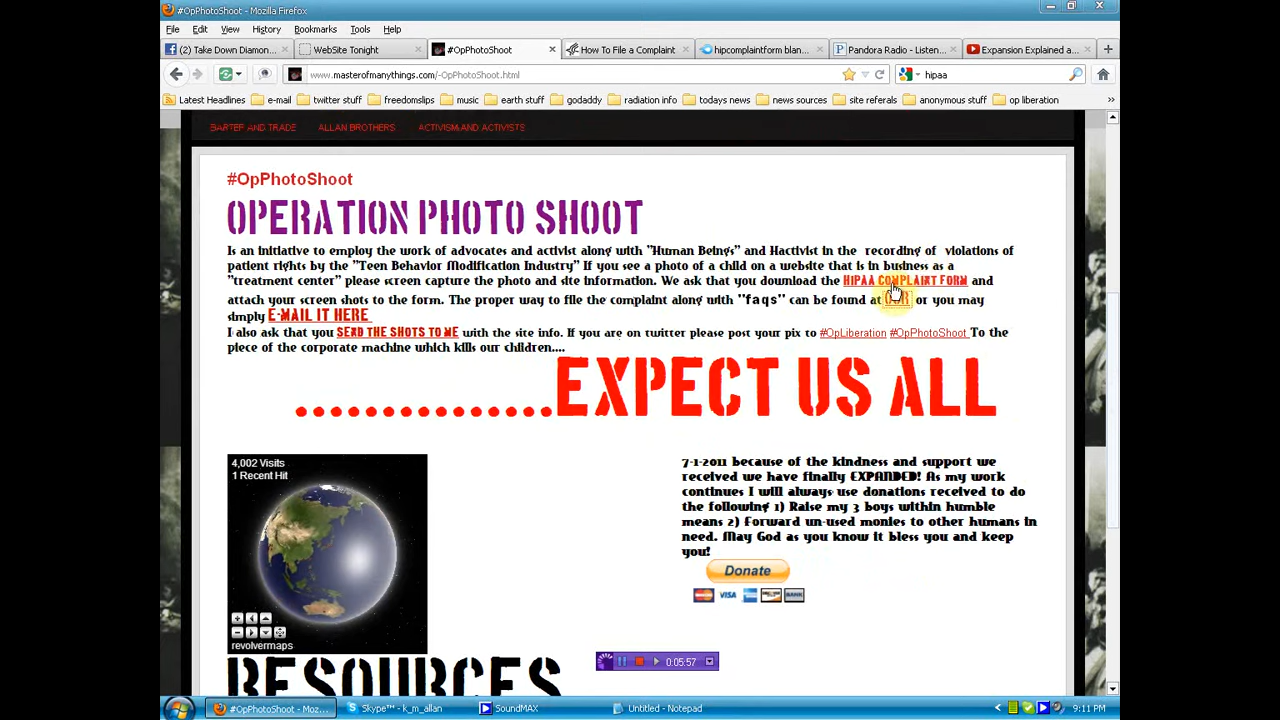 #OpPhotoShoot - Mozilla Firefox
File Edit View History Bookmarks Tools Help
(2) Take Down Diamon... WebSite Tonight #OpPhotoShoot How To File a Complaint hipcomplaintform blan... Pandora Radio - Listen... Expansion Explained a...
www.masterofmanythings.com/-OpPhotoShoot.html hipaa
Latest Headlines e-mail twitter stuff freedomslips music earth stuff godaddy radiation info todays news news sources site referals anonymous stuff op liberation
BARTER AND TRADE ALLAN BROTHERS ACTIVISM AND ACTIVISTS
#OpPhotoShoot
OPERATION PHOTO SHOOT
Is an initiative to employ the work of advocates and activist along with "Human Beings" and Hactivist in the recording of violations of
patient rights by the "Teen Behavior Modification Industry" If you see a photo of a child on a website that is in business as a
"treatment center" please screen capture the photo and site information. We ask that you download the HIPAA COMPLAINT FORM and
attach your screen shots to the form. The proper way to file the complaint along with "faqs" can be found at OCR or you may
simply E-MAIL IT HERE
I also ask that you SEND THE SHOTS TO ME with the site info. If you are on twitter please post your pix to #OpLiberation #OpPhotoShoot To the
piece of the corporate machine which kills our children....
...............EXPECT US ALL
4,002 Visits
1 Recent Hit
revolvermaps
7-1-2011 because of the kindness and support we
received we have finally EXPANDED! As my work
continues I will always use donations received to do
the following 1) Raise my 3 boys within humble
means 2) Forward un-used monies to other humans in
need. May God as you know it bless you and keep
you!
Donate
VISA BANK
RESOURCES
0:05:57
#OpPhotoShoot - Moz... Skype™ - k_m_allan SoundMAX Untitled - Notepad 9:11 PM